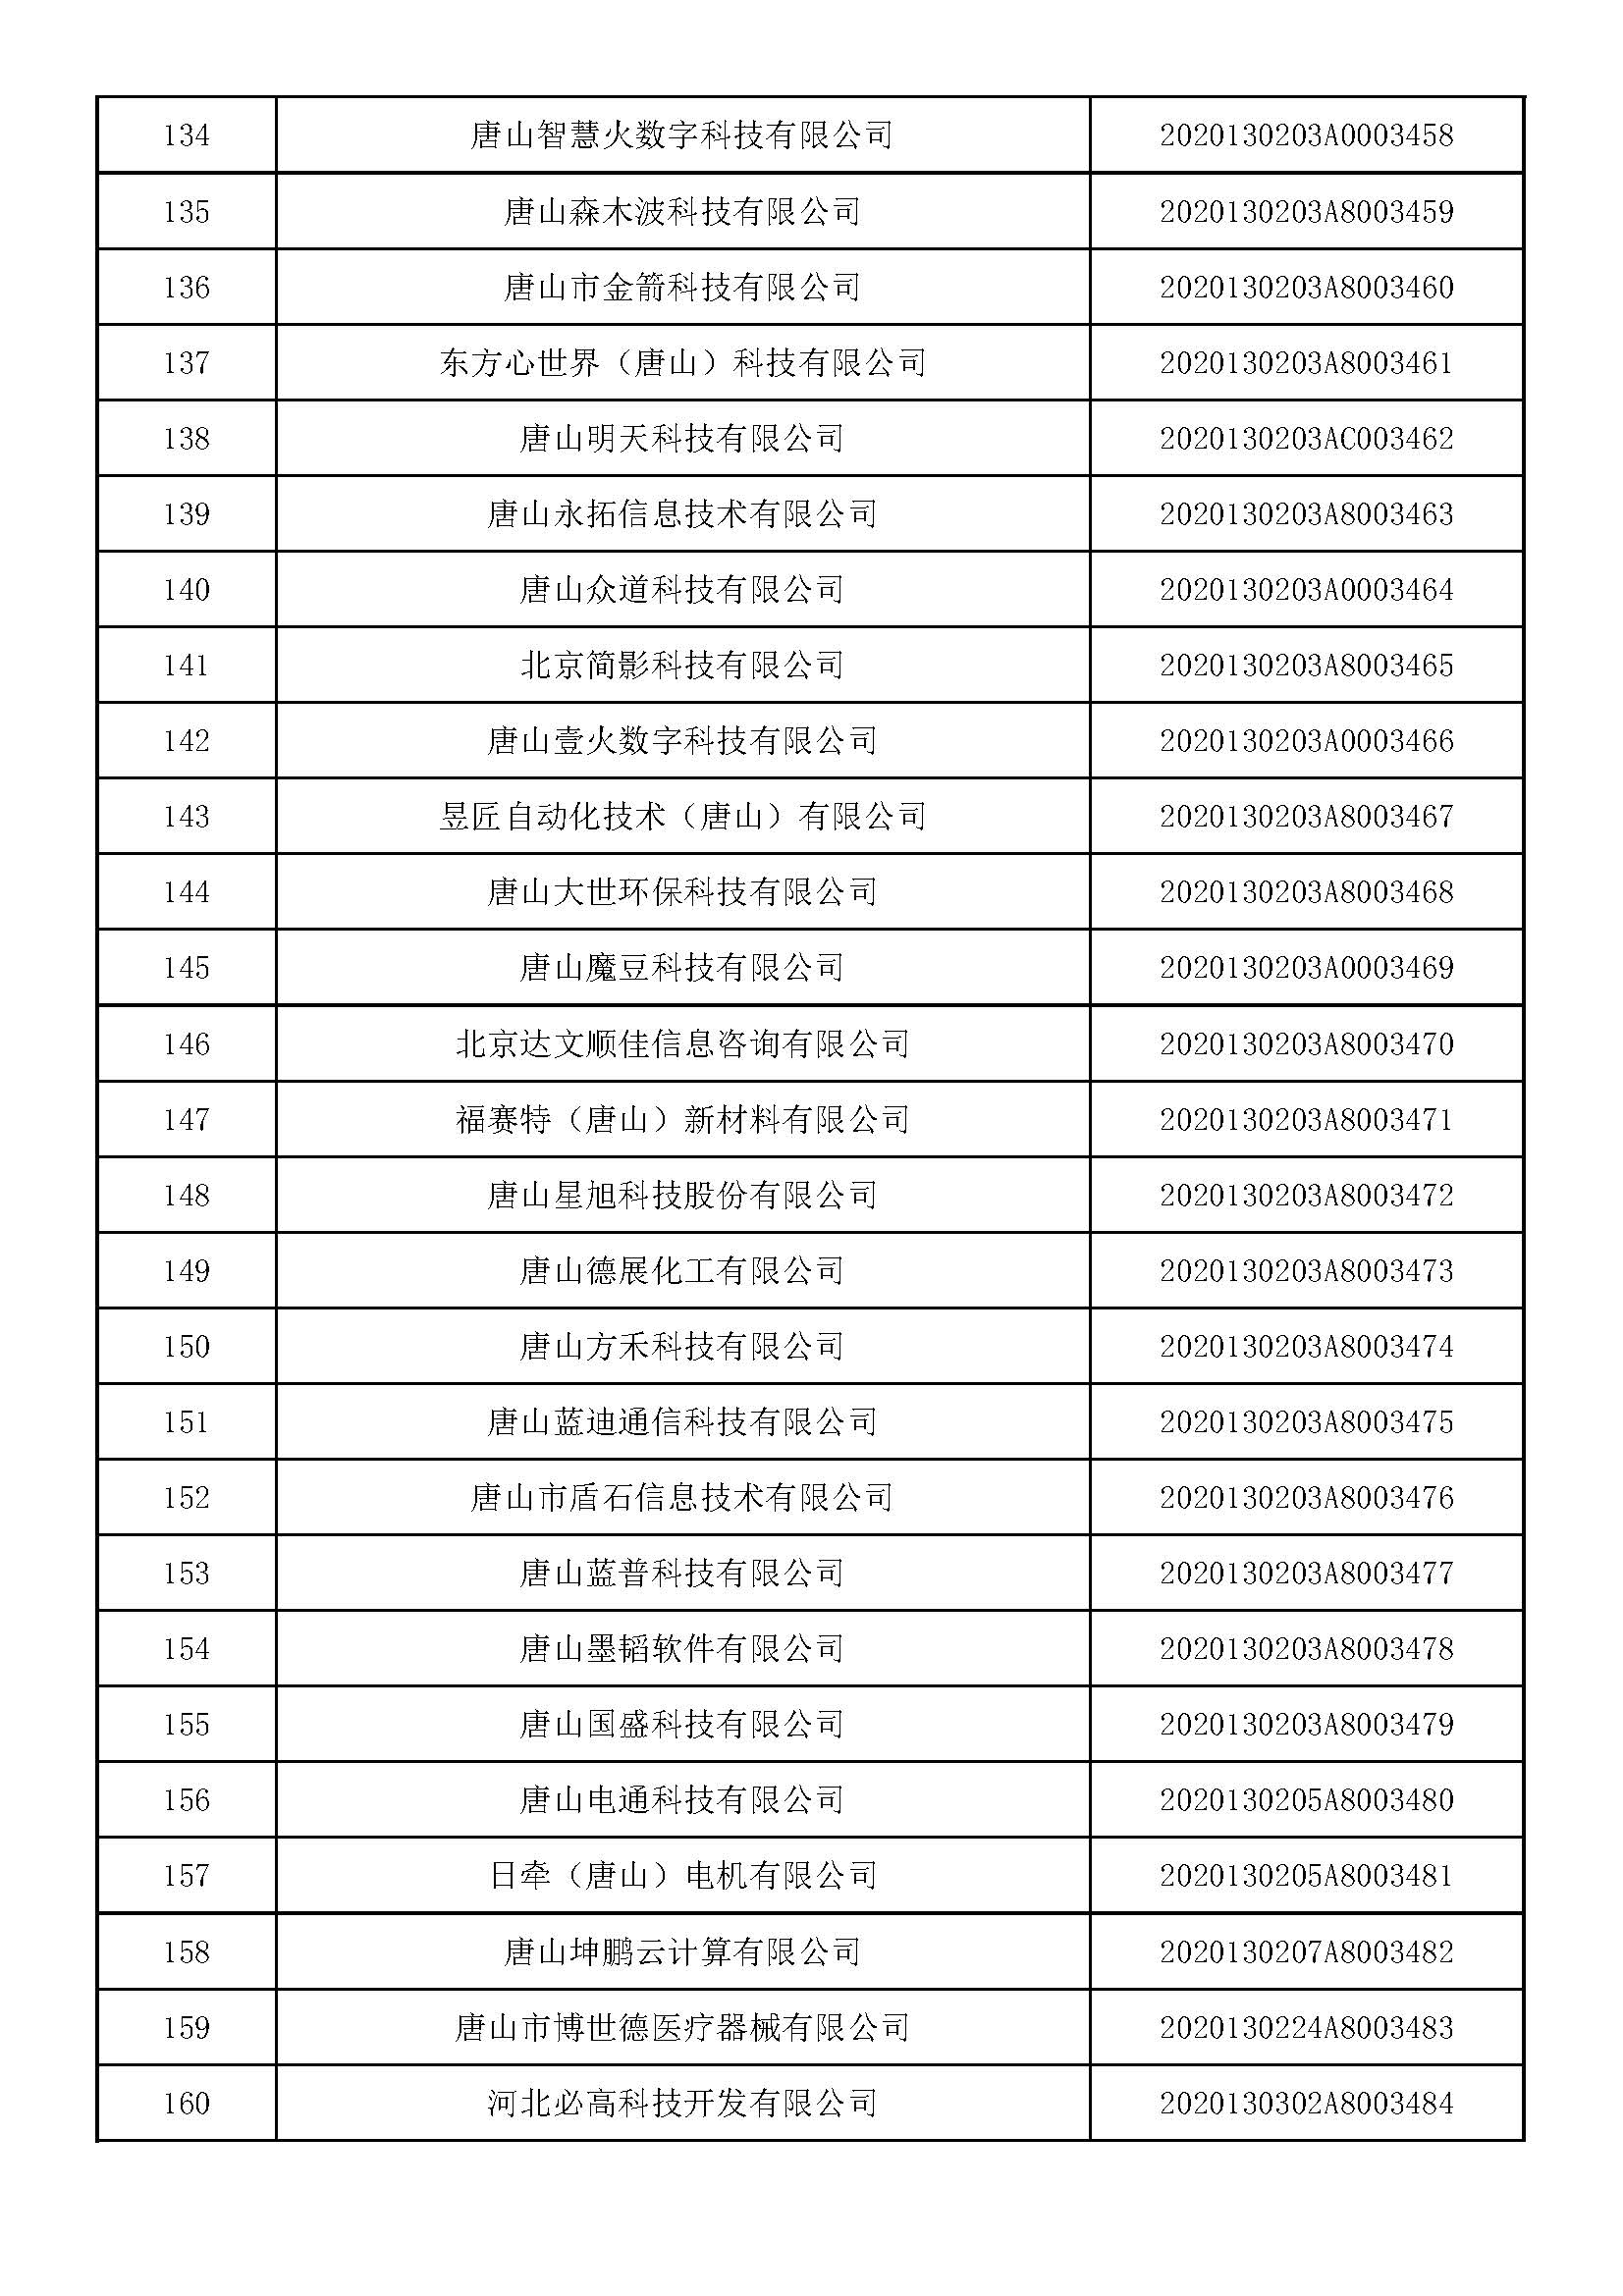 134 唐山智慧火数字科技有限公司 2020130203A0003458
135 唐山森木波科技有限公司 2020130203A8003459
136 唐山市金箭科技有限公司 2020130203A8003460
137 东方心世界（唐山）科技有限公司 2020130203A8003461
138 唐山明天科技有限公司 2020130203AC003462
139 唐山永拓信息技术有限公司 2020130203A8003463
140 唐山众道科技有限公司 2020130203A0003464
141 北京简影科技有限公司 2020130203A8003465
142 唐山壹火数字科技有限公司 2020130203A0003466
143 昱匠自动化技术（唐山）有限公司 2020130203A8003467
144 唐山大世环保科技有限公司 2020130203A8003468
145 唐山魔豆科技有限公司 2020130203A0003469
146 北京达文顺佳信息咨询有限公司 2020130203A8003470
147 福赛特（唐山）新材料有限公司 2020130203A8003471
148 唐山星旭科技股份有限公司 2020130203A8003472
149 唐山德展化工有限公司 2020130203A8003473
150 唐山方禾科技有限公司 2020130203A8003474
151 唐山蓝迪通信科技有限公司 2020130203A8003475
152 唐山市盾石信息技术有限公司 2020130203A8003476
153 唐山蓝普科技有限公司 2020130203A8003477
154 唐山墨韬软件有限公司 2020130203A8003478
155 唐山国盛科技有限公司 2020130203A8003479
156 唐山电通科技有限公司 2020130205A8003480
157 日牵（唐山）电机有限公司 2020130205A8003481
158 唐山坤鹏云计算有限公司 2020130207A8003482
159 唐山市博世德医疗器械有限公司 2020130224A8003483
160 河北必高科技开发有限公司 2020130302A8003484